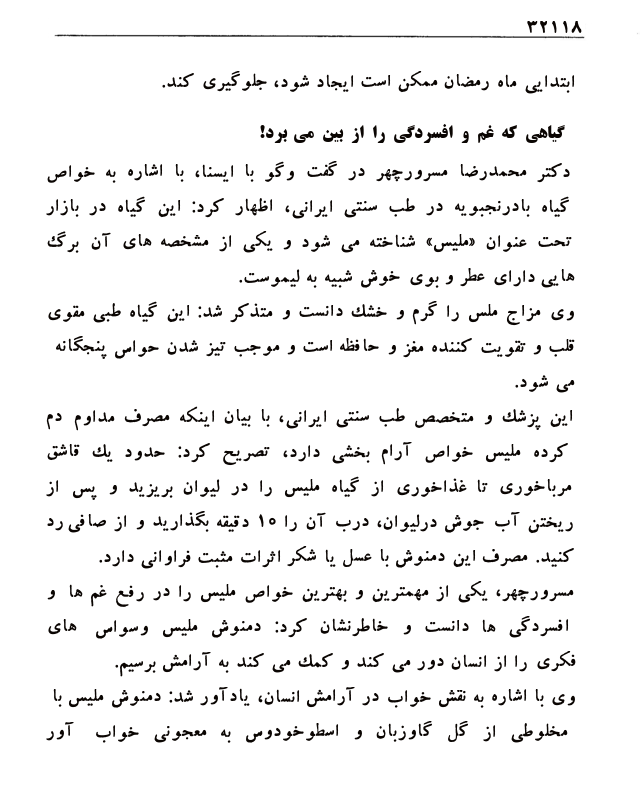 ۳۲۱۱۸
ابتدایی ماه رمضان ممکن است ایجاد شود، جلوگیری کند.
گیاهی که غم و افسردگی را از بین می برد!
دکتر محمدرضا مسرورچهر در گفت وگو با ایسنا، با اشاره به خواص
گیاه بادرنجبویه در طب سنتی ایرانی، اظهار کرد: این گیاه در بازار
تحت عنوان «ملیس» شناخته می شود و یکی از مشخصه های آن برگ
هایی دارای عطر و بوی خوش شبیه به لیموست.
وی مزاج ملس را گرم و خشك دانست و متذکر شد: این گیاه طبی مقوی
قلب و تقویت کننده مغز و حافظه است و موجب تیز شدن حواس پنجگانه
می شود.
این پزشك و متخصص طب سنتی ایرانی، با بیان اینکه مصرف مداوم دم
کرده ملیس خواص آرام بخشی دارد، تصریح کرد: حدود یك قاشق
مرباخوری تا غذاخوری از گیاه ملیس را در لیوان بریزید و پس از
ریختن آب جوش درلیوان، درب آن را ۱۵ دقیقه بگذارید و از صافی رد
کنید. مصرف این دمنوش با عسل یا شکر اثرات مثبت فراوانی دارد.
مسرورچهر، یکی از مهمترین و بهترین خواص ملیس را در رفع غم ها و
افسردگی ها دانست و خاطرنشان کرد: دمنوش ملیس وسواس های
فکری را از انسان دور می کند و کمك می کند به آرامش برسیم.
وی با اشاره به نقش خواب در آرامش انسان، یادآور شد: دمنوش ملیس با
مخلوطی از گل گاوزبان و اسطوخودوس به معجونی خواب آور